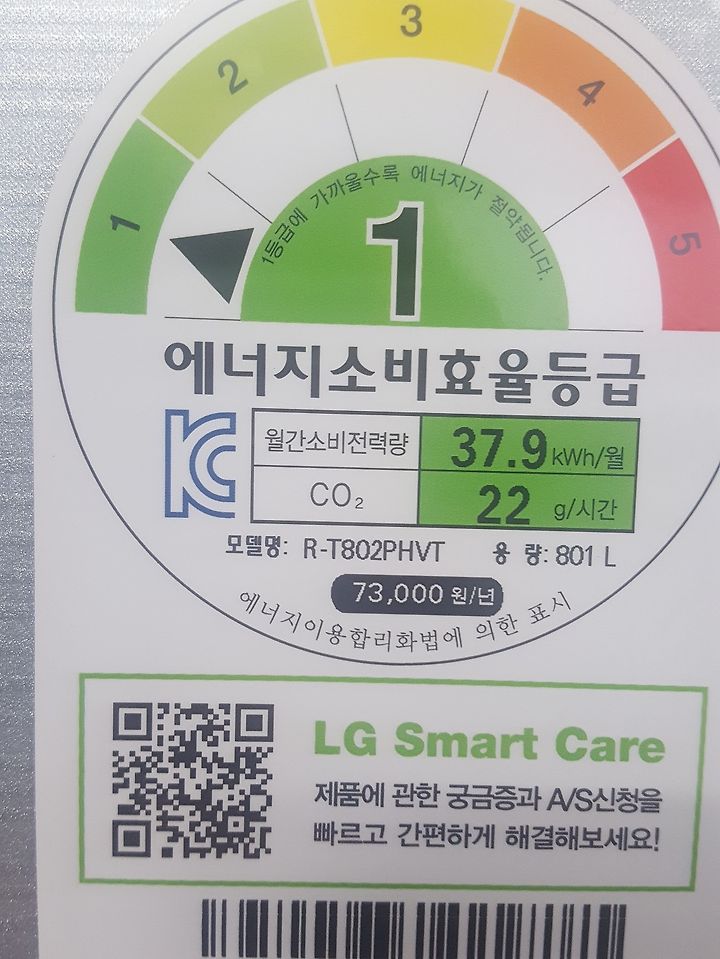 1
2
3
4
5
1등급에 가까울수록 에너지가 절약됩니다.
1
에너지소비효율등급
월간소비전력량 37.9 kWh/월
CO₂ 22 g/시간
모델명: R-T802PHVT 용 량: 801 L
73,000 원/년
에너지이용합리화법에 의한 표시
LG Smart Care
제품에 관한 궁금증과 A/S신청을
빠르고 간편하게 해결해보세요!